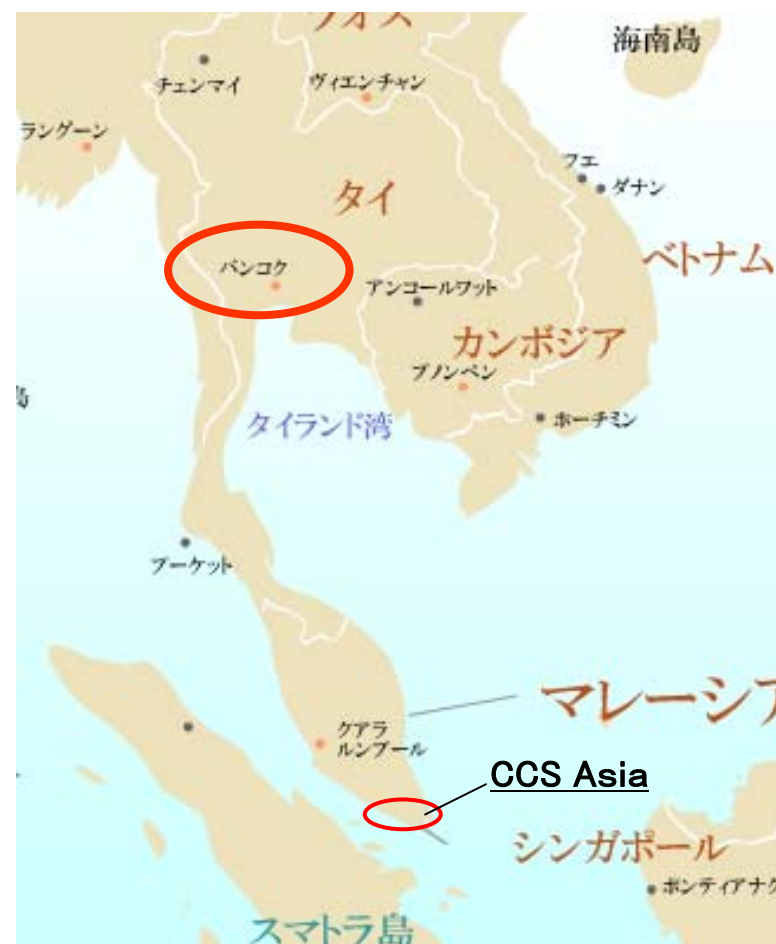 ラオス
海南島
チェンマイ
ヴィエンチャン
ラングーン
フエ
ダナン
タイ
ベトナム
バンコク
アンコールワット
カンボジア
プノンペン
島
タイランド湾
ホーチミン
プーケット
マレーシア
クアラ
ルンプール
CCS Asia
シンガポール
ポンティアナク
スマトラ島